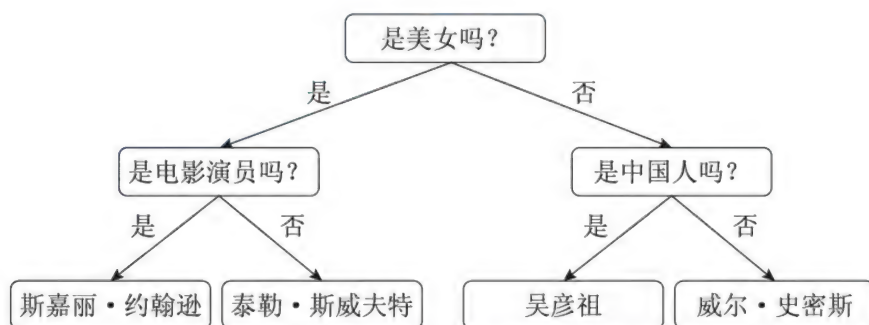 是美女吗？
是
否
是电影演员吗？
是中国人吗？
是
否
是
否
斯嘉丽·约翰逊
泰勒·斯威夫特
吴彦祖
威尔·史密斯